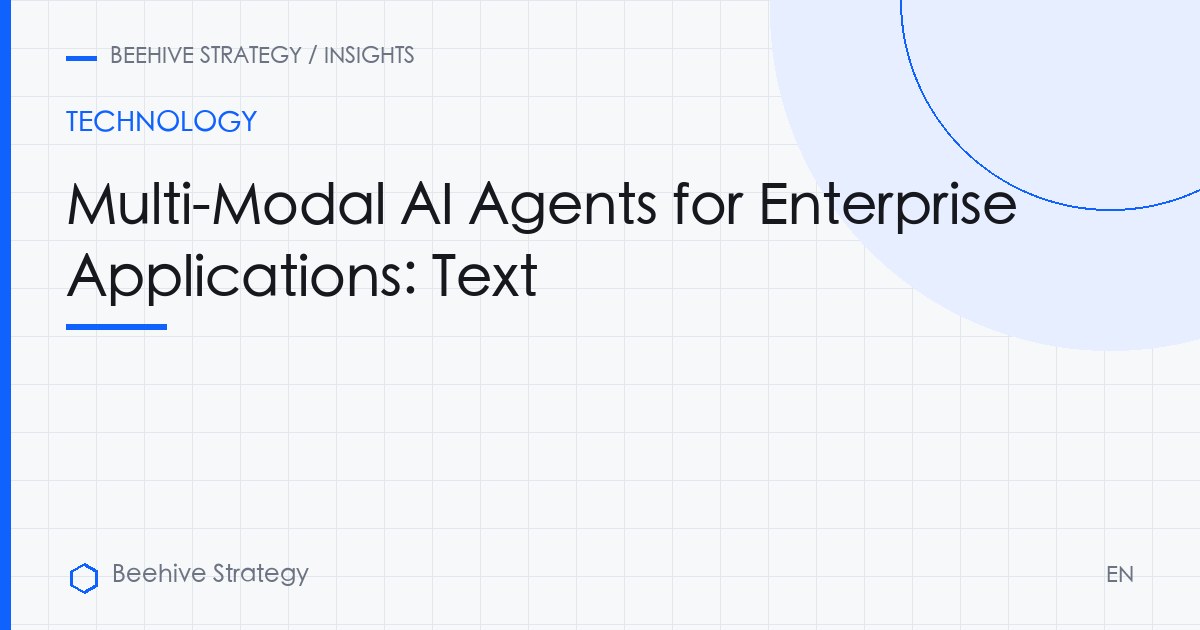 BEEHIVE STRATEGY / INSIGHTS
TECHNOLOGY
Multi-Modal AI Agents for Enterprise
Applications: Text
Beehive Strategy
EN